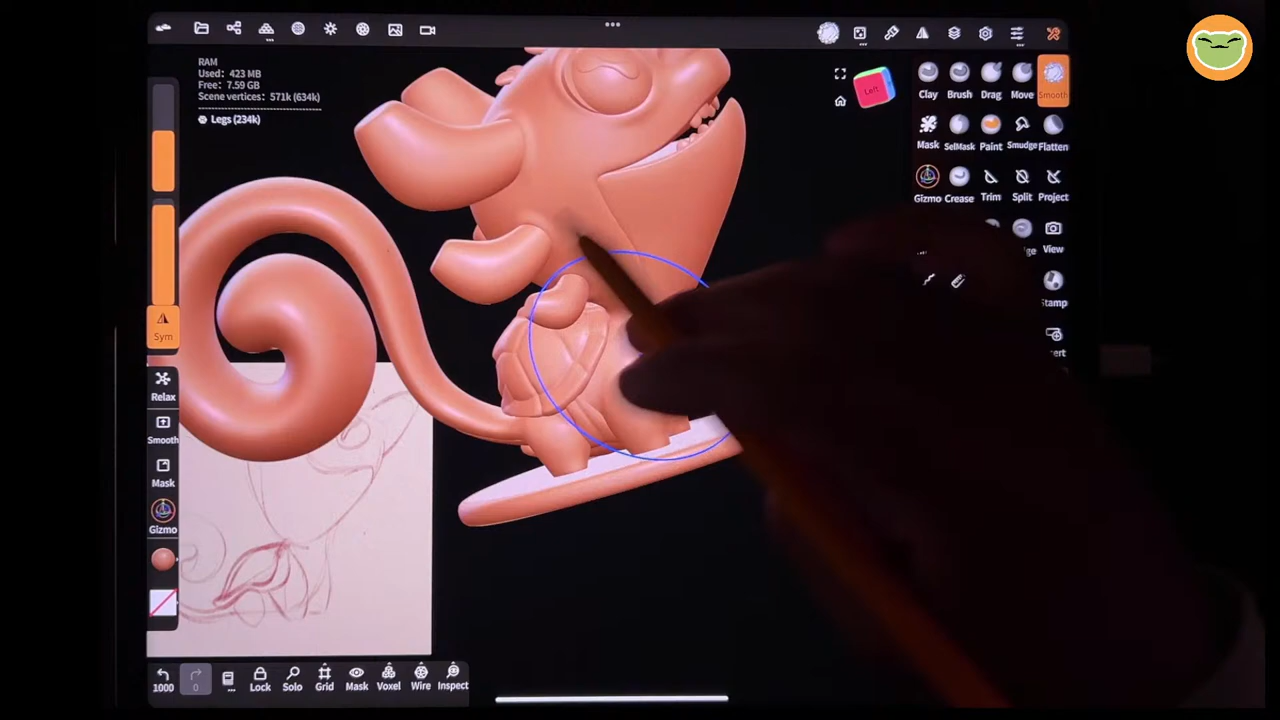 RAM
Used: 423 MB
Free: 7.59 GB
Scene vertices: 571k (634k)
Legs (234k)
Left
Clay Brush Drag Move Smooth
Mask SelMask Paint Smudge Flatten
Gizmo Crease Trim Split Project
View
Stamp
Sym
Relax
Smooth
Mask
Gizmo
1000 0 Lock Solo Grid Mask Voxel Wire Inspect